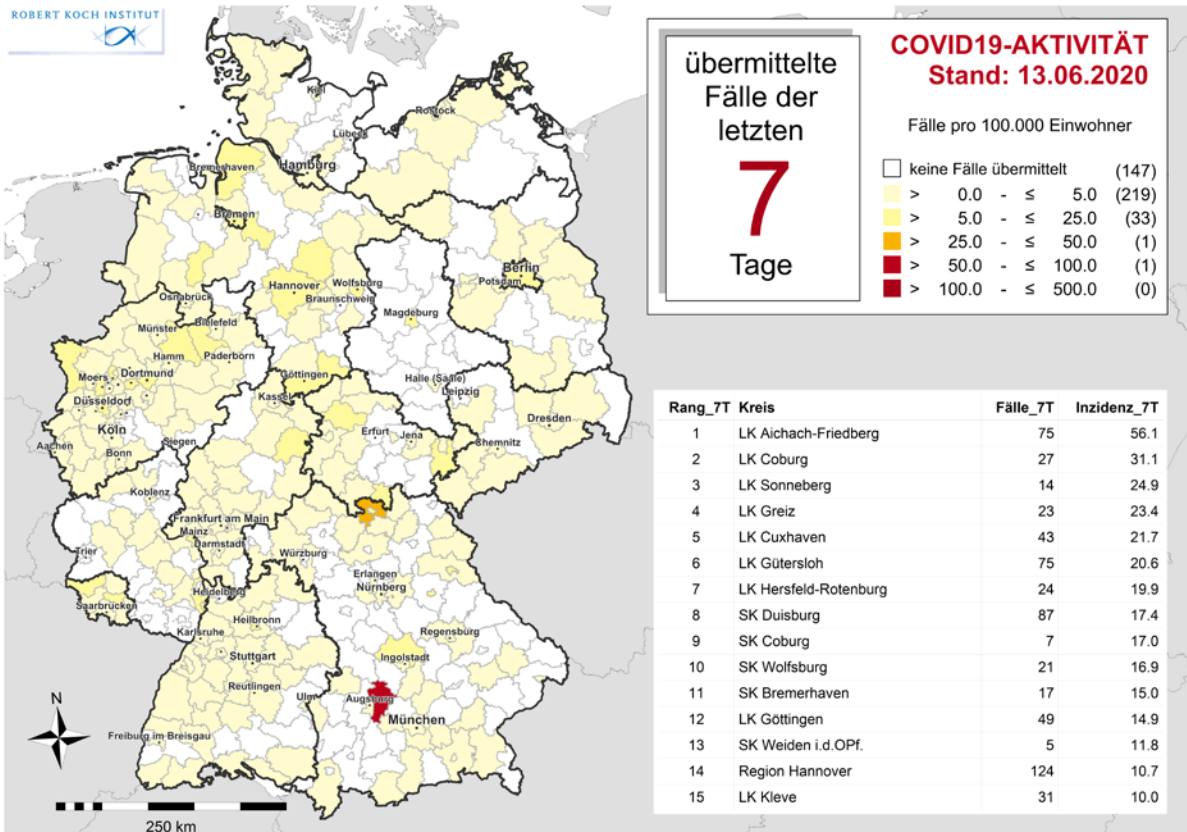 ROBERT KOCH INSTITUT
übermittelte
Fälle der
letzten
7
Tage
COVID19-AKTIVITÄT
Stand: 13.06.2020
Fälle pro 100.000 Einwohner
keine Fälle übermittelt (147)
> 0.0 - ≤ 5.0 (219)
> 5.0 - ≤ 25.0 (33)
> 25.0 - ≤ 50.0 (1)
> 50.0 - ≤ 100.0 (1)
> 100.0 - ≤ 500.0 (0)
Kiel
Rostock
Lübeck
Hamburg
Bremerhaven
Bremen
Berlin
Potsdam
Hannover
Wolfsburg
Braunschweig
Osnabrück
Magdeburg
Bielefeld
Münster
Hamm
Paderborn
Moers
Dortmund
Göttingen
Halle (Saale)
Leipzig
Kassel
Düsseldorf
Dresden
Köln
Erfurt
Jena
Chemnitz
Siegen
Aachen
Bonn
Koblenz
Frankfurt am Main
Mainz
Darmstadt
Trier
Würzburg
Erlangen
Nürnberg
Heidelberg
Saarbrücken
Heilbronn
Karlsruhe
Regensburg
Stuttgart
Ingolstadt
Reutlingen
Ulm
Augsburg
München
Freiburg im Breisgau
N
250 km
Rang_7T Kreis Fälle_7T Inzidenz_7T
1 LK Aichach-Friedberg 75 56.1
2 LK Coburg 27 31.1
3 LK Sonneberg 14 24.9
4 LK Greiz 23 23.4
5 LK Cuxhaven 43 21.7
6 LK Gütersloh 75 20.6
7 LK Hersfeld-Rotenburg 24 19.9
8 SK Duisburg 87 17.4
9 SK Coburg 7 17.0
10 SK Wolfsburg 21 16.9
11 SK Bremerhaven 17 15.0
12 LK Göttingen 49 14.9
13 SK Weiden i.d.OPf. 5 11.8
14 Region Hannover 124 10.7
15 LK Kleve 31 10.0